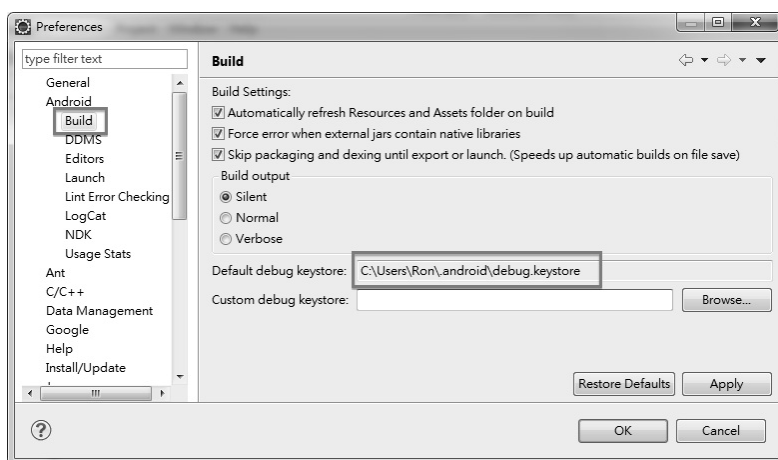 Preferences
type filter text
General
Android
Build
DDMS
Editors
Launch
Lint Error Checking
LogCat
NDK
Usage Stats
Ant
C/C++
Data Management
Google
Help
Install/Update
Build
Build Settings:
Automatically refresh Resources and Assets folder on build
Force error when external jars contain native libraries
Skip packaging and dexing until export or launch. (Speeds up automatic builds on file save)
Build output
Silent
Normal
Verbose
Default debug keystore: C:\Users\Ron\.android\debug.keystore
Custom debug keystore: Browse...
Restore Defaults Apply
OK Cancel